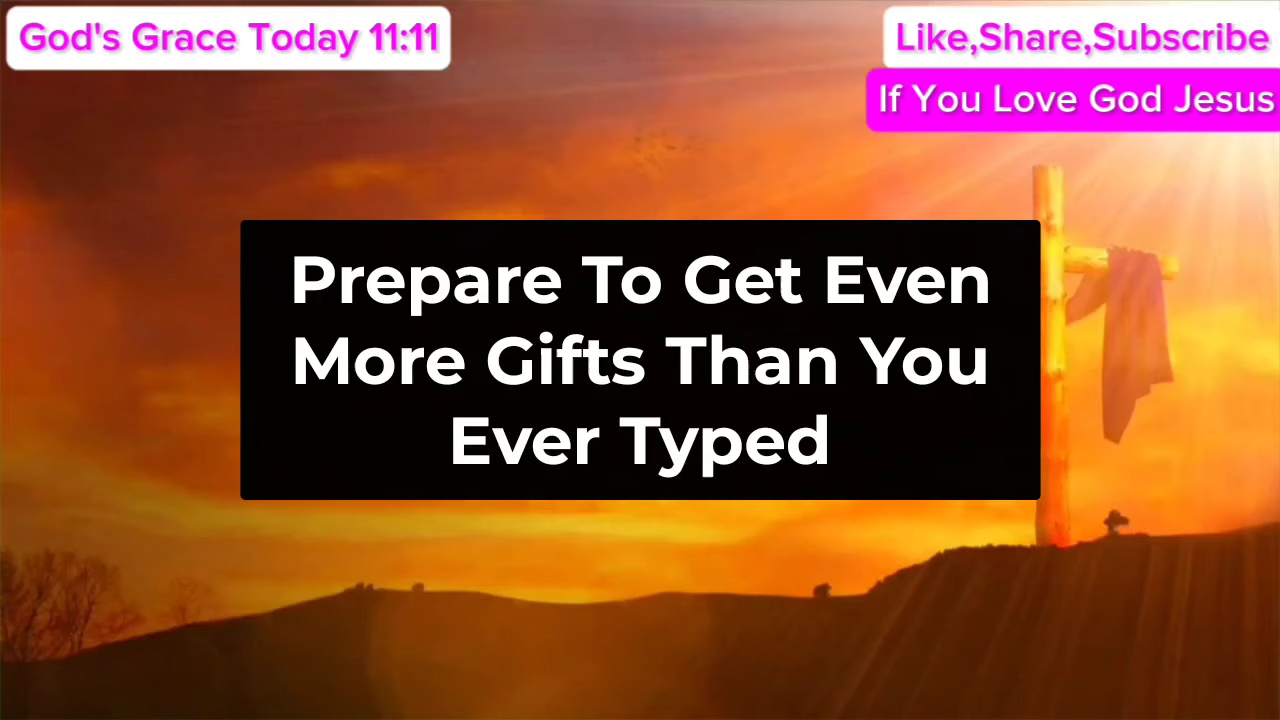 God's Grace Today 11:11
Like,Share,Subscribe
If You Love God Jesus
Prepare To Get Even
More Gifts Than You
Ever Typed